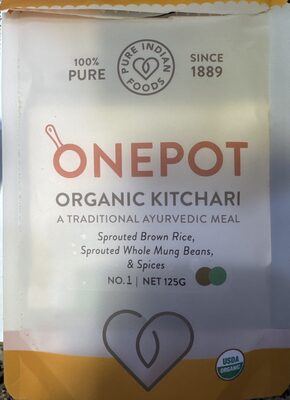 100%
PURE
PURE INDIAN
FOODS
SINCE
1889
ONEPOT
ORGANIC KITCHARI
A TRADITIONAL AYURVEDIC MEAL
Sprouted Brown Rice,
Sprouted Whole Mung Beans,
& Spices
NO.1 | NET 125G
USDA
ORGANIC